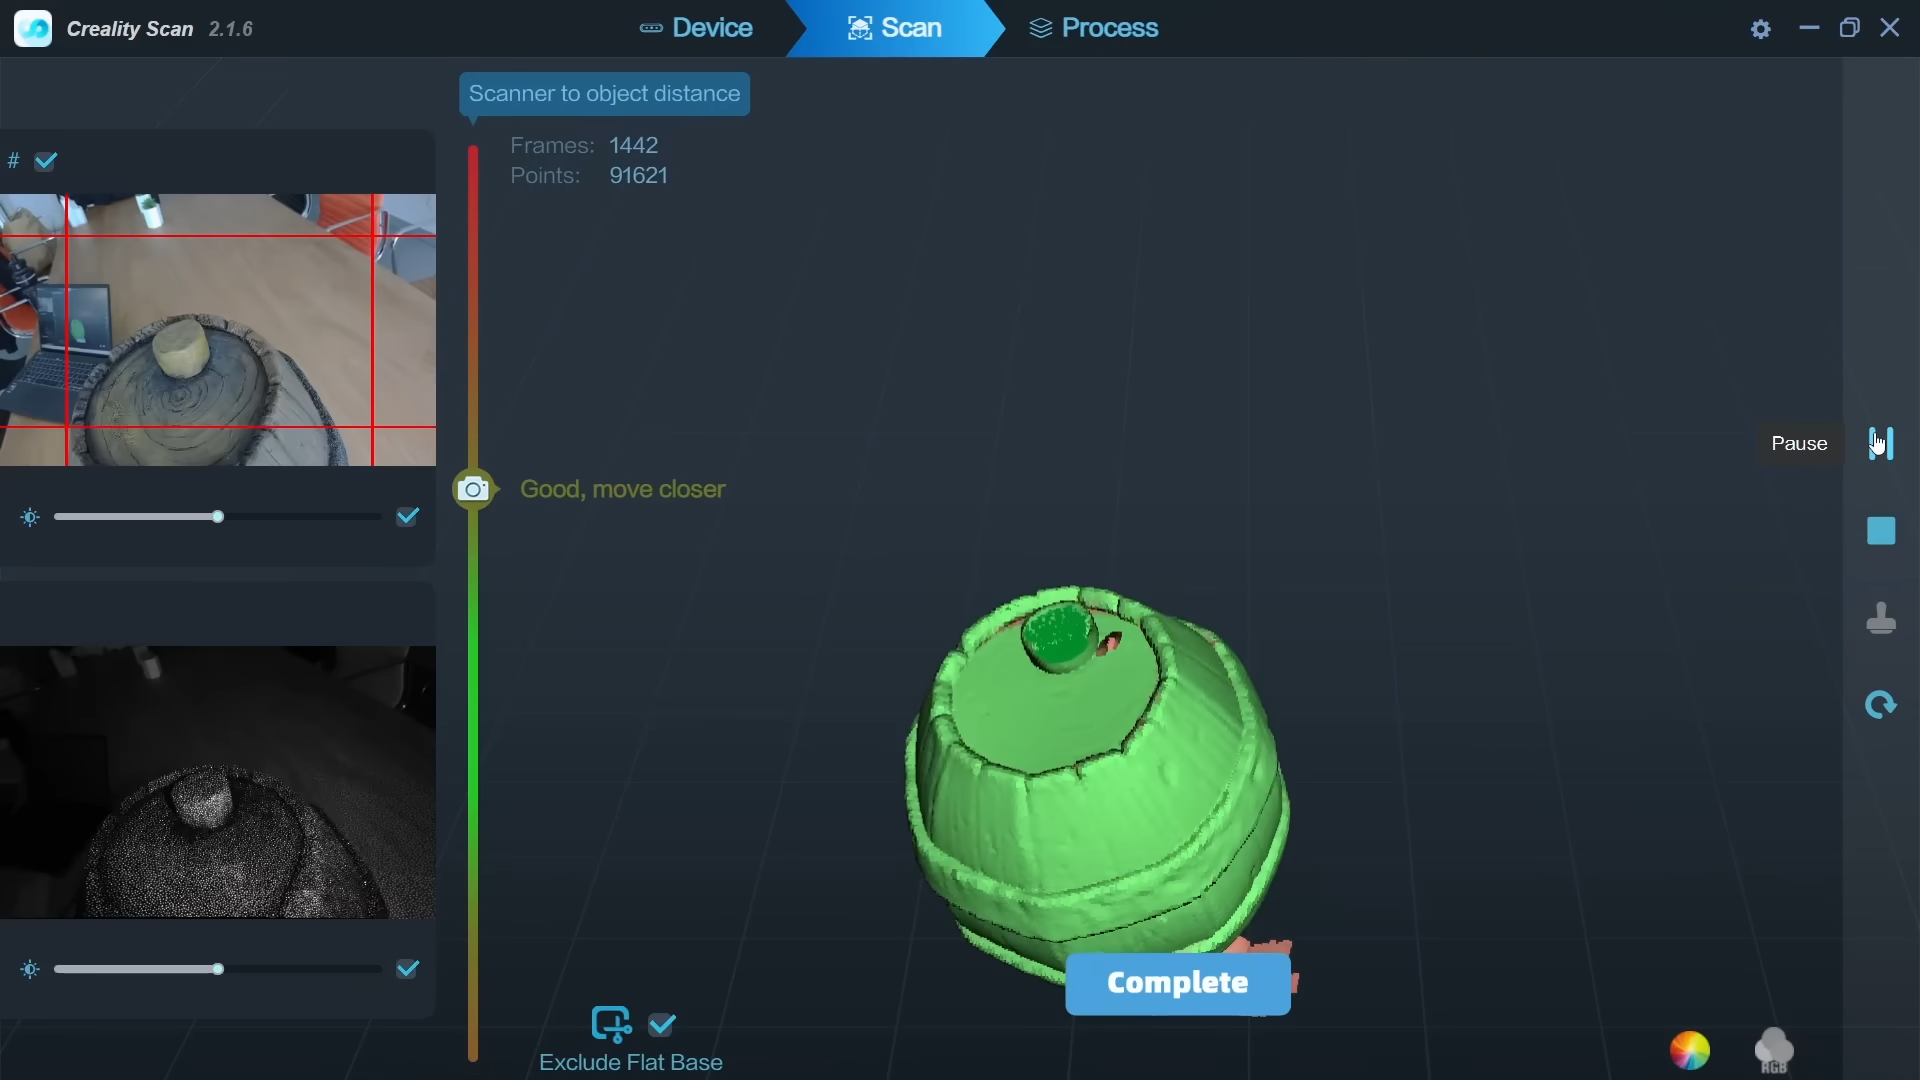 Creality Scan 2.1.6
Device
Scan
Process
Scanner to object distance
Frames: 1442
Points: 91621
#
Good, move closer
Pause
Complete
Exclude Flat Base
RGB